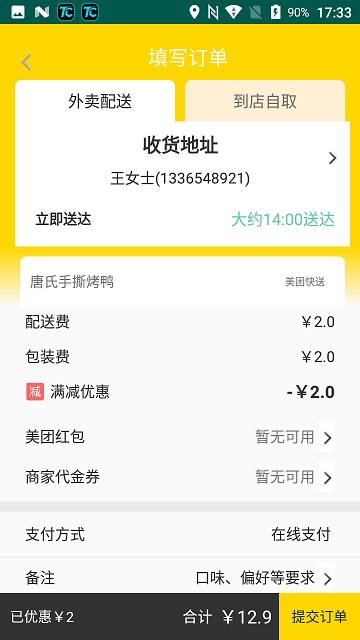 90% 17:33
填写订单
外卖配送 到店自取
收货地址
王女士(1336548921)
立即送达 大约14:00送达
唐氏手撕烤鸭 美团快送
配送费 ￥2.0
包装费 ￥2.0
减 满减优惠 -￥2.0
美团红包 暂无可用
商家代金券 暂无可用
支付方式 在线支付
备注 口味、偏好等要求
已优惠￥2 合计 ￥12.9 提交订单